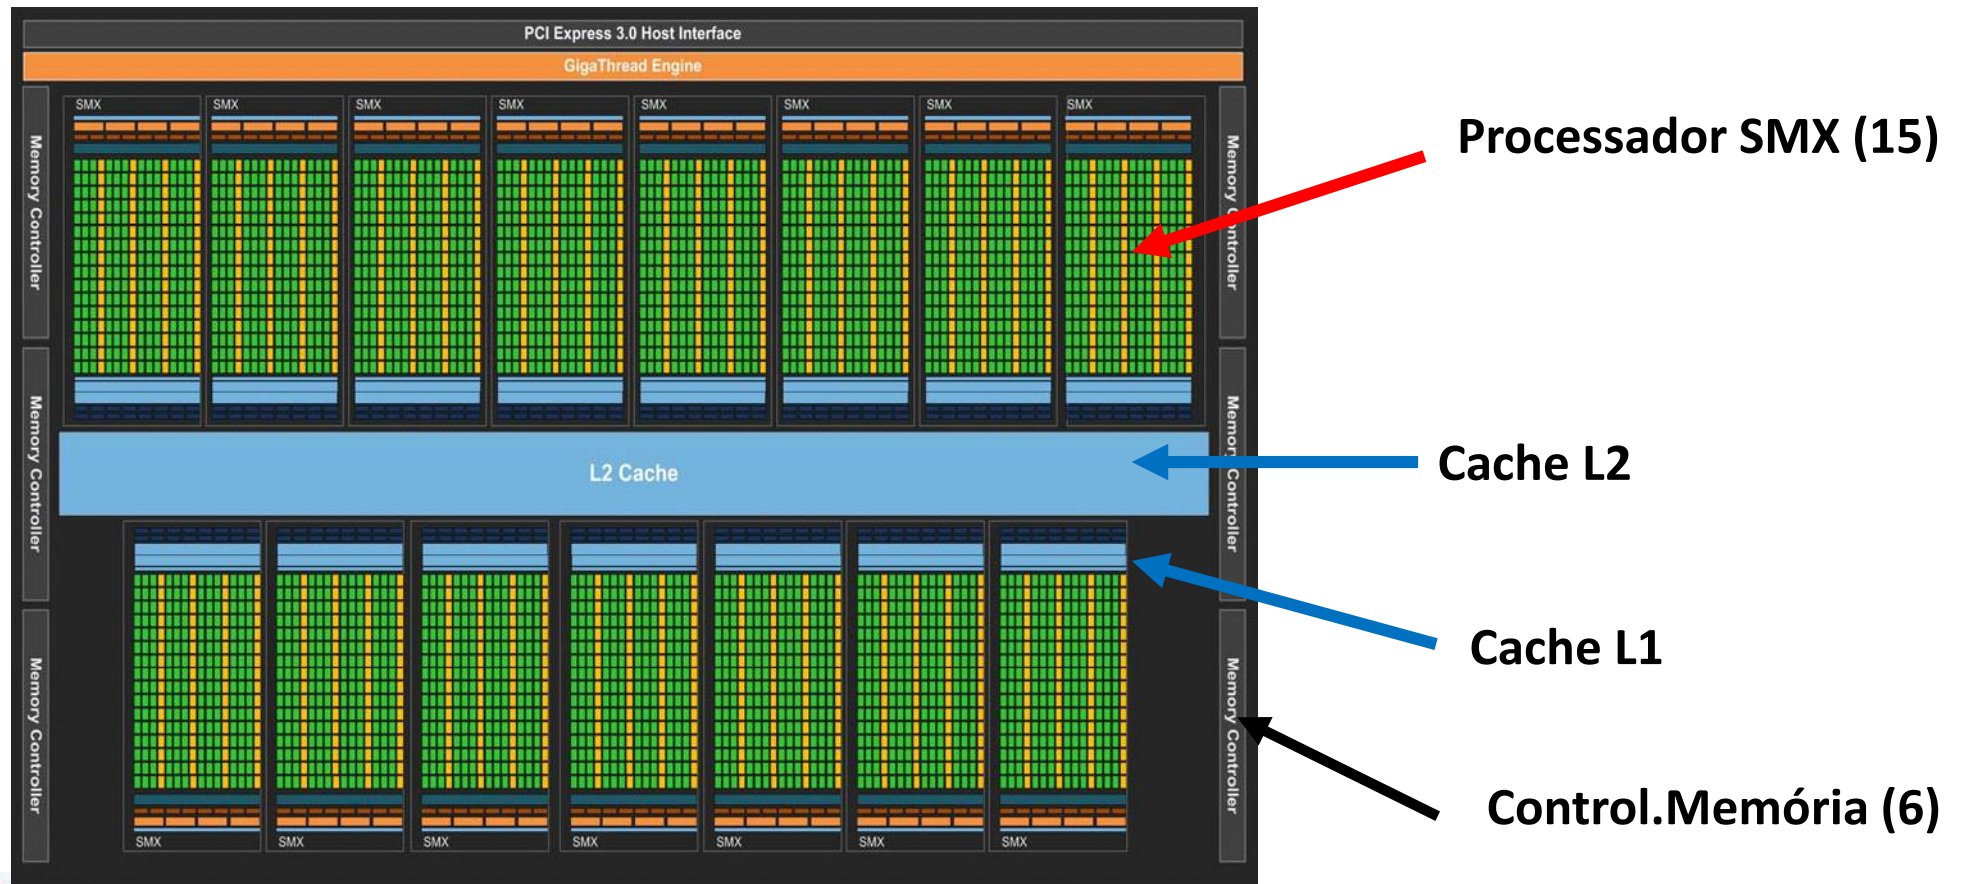 PCI Express 3.0 Host Interface
GigaThread Engine
SMX SMX SMX SMX SMX SMX SMX SMX
Memory Controller
Memory Controller
Memory Controller
Memory Controller
Memory Controller
Memory Controller
L2 Cache
SMX SMX SMX SMX SMX SMX SMX
Processador SMX (15)
Cache L2
Cache L1
Control.Memória (6)